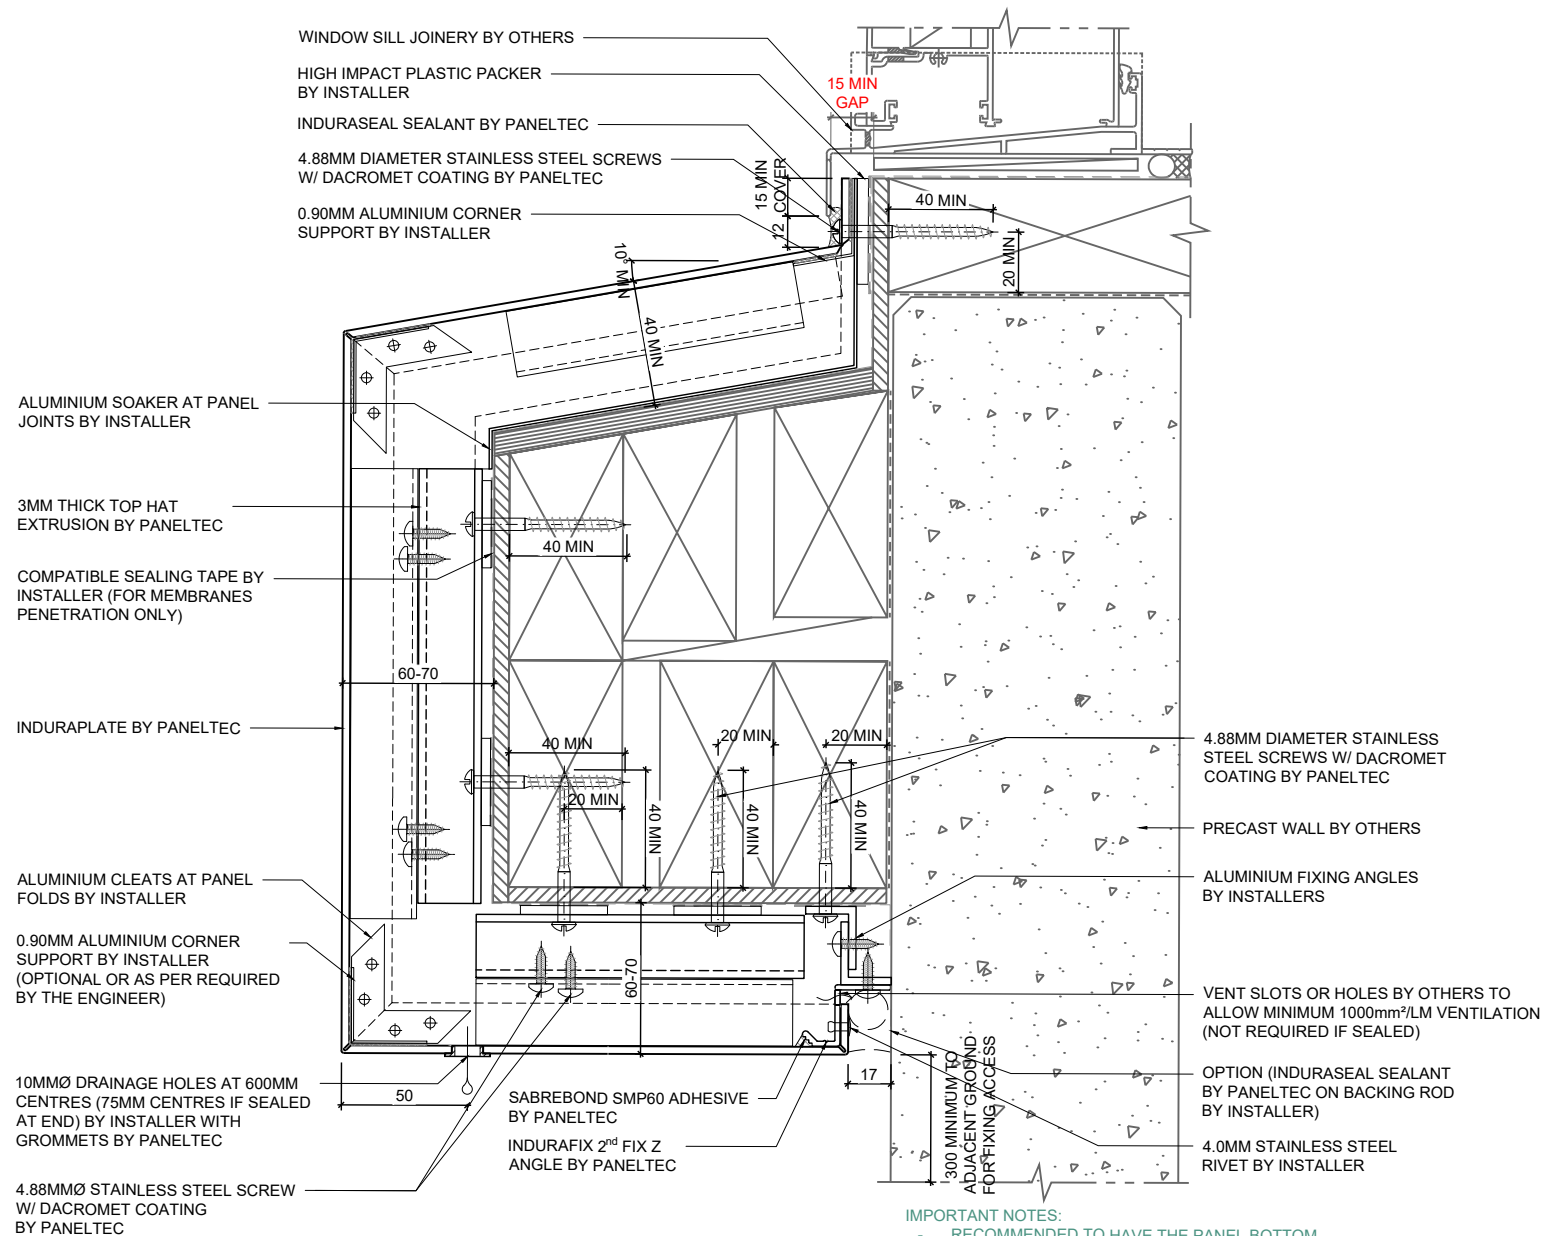 WINDOW SILL JOINERY BY OTHERS
HIGH IMPACT PLASTIC PACKER
BY INSTALLER
INDURASEAL SEALANT BY PANELTEC
4.88MM DIAMETER STAINLESS STEEL SCREWS
W/ DACROMET COATING BY PANELTEC
0.90MM ALUMINIUM CORNER
SUPPORT BY INSTALLER
15 MIN
GAP
15 MIN
COVER
12
40 MIN
20 MIN
10° MIN
40 MIN
ALUMINIUM SOAKER AT PANEL
JOINTS BY INSTALLER
3MM THICK TOP HAT
EXTRUSION BY PANELTEC
40 MIN
COMPATIBLE SEALING TAPE BY
INSTALLER (FOR MEMBRANES
PENETRATION ONLY)
60-70
INDURAPLATE BY PANELTEC
40 MIN
20 MIN
20 MIN
20 MIN
40 MIN
40 MIN
40 MIN
4.88MM DIAMETER STAINLESS
STEEL SCREWS W/ DACROMET
COATING BY PANELTEC
PRECAST WALL BY OTHERS
ALUMINIUM FIXING ANGLES
BY INSTALLERS
ALUMINIUM CLEATS AT PANEL
FOLDS BY INSTALLER
0.90MM ALUMINIUM CORNER
SUPPORT BY INSTALLER
(OPTIONAL OR AS PER REQUIRED
BY THE ENGINEER)
60-70
VENT SLOTS OR HOLES BY OTHERS TO
ALLOW MINIMUM 1000mm²/LM VENTILATION
(NOT REQUIRED IF SEALED)
10MMØ DRAINAGE HOLES AT 600MM
CENTRES (75MM CENTRES IF SEALED
AT END) BY INSTALLER WITH
GROMMETS BY PANELTEC
50
SABREBOND SMP60 ADHESIVE
BY PANELTEC
INDURAFIX 2nd FIX Z
ANGLE BY PANELTEC
17
300 MINIMUM TO
ADJACENT GROUND
FOR FIXING ACCESS
OPTION (INDURASEAL SEALANT
BY PANELTEC ON BACKING ROD
BY INSTALLER)
4.0MM STAINLESS STEEL
RIVET BY INSTALLER
4.88MMØ STAINLESS STEEL SCREW
W/ DACROMET COATING
BY PANELTEC
IMPORTANT NOTES:
RECOMMENDED TO HAVE THE PANEL BOTTOM